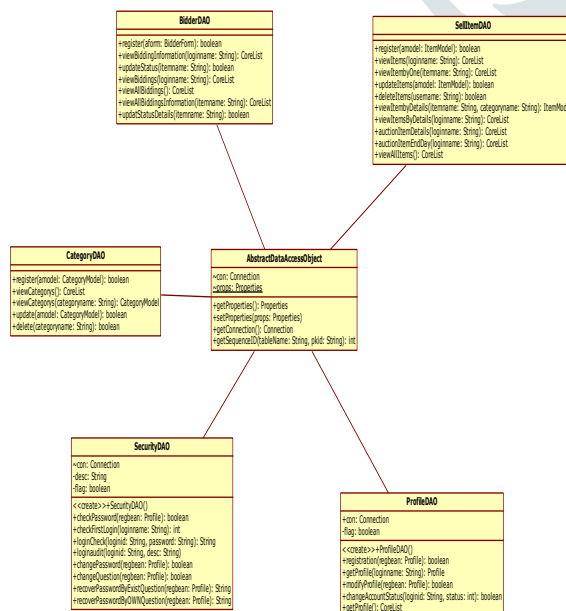 BidderDAO
+register(aform: BidderForm): boolean
+viewBiddingInformation(loginname: String): CoreList
+updateStatus(itemname: String): boolean
+viewBiddings(loginname: String): CoreList
+viewAllBiddings(): CoreList
+viewAllBiddingsInformation(itemname: String): CoreList
+updatStatusDetails(itemname: String): boolean
SellItemDAO
+register(amodel: ItemModel): boolean
+viewItems(loginname: String): CoreList
+viewItembyOne(itemname: String): CoreList
+updateItems(amodel: ItemModel): boolean
+deleteItems(username: String): boolean
+viewItembyDetails(itemname: String, categoryname: String): ItemMod
+viewItemsByDetails(loginname: String): CoreList
+auctionItemDetails(loginname: String): CoreList
+auctionItemEndDay(loginname: String): CoreList
+viewAllItems(): CoreList
CategoryDAO
+register(amodel: CategoryModel): boolean
+viewCategorys(): CoreList
+viewCategorys(categoryname: String): CategoryModel
+update(amodel: CategoryModel): boolean
+delete(categoryname: String): boolean
AbstractDataAccessObject
~con: Connection
~props: Properties
+getProperties(): Properties
+setProperties(props: Properties)
+getConnection(): Connection
+getSequenceID(tableName: String, pkid: String): int
SecurityDAO
~con: Connection
-desc: String
-flag: boolean
<<create>>+SecurityDAO()
+checkPassword(regbean: Profile): boolean
+checkFirstLogin(loginname: String): int
+loginCheck(loginid: String, password: String): String
+loginaudit(loginid: String, desc: String)
+changePassword(regbean: Profile): boolean
+changeQuestion(regbean: Profile): boolean
+recoverPasswordByExistQuestion(regbean: Profile): String
+recoverPasswordByOWNQuestion(regbean: Profile): String
ProfileDAO
+con: Connection
-flag: boolean
<<create>>+ProfileDAO()
+registration(regbean: Profile): boolean
+getProfile(loginname: String): Profile
+modifyProfile(regbean: Profile): boolean
+changeAccountStatus(loginid: String, status: int): boolean
+getProfile(): CoreList